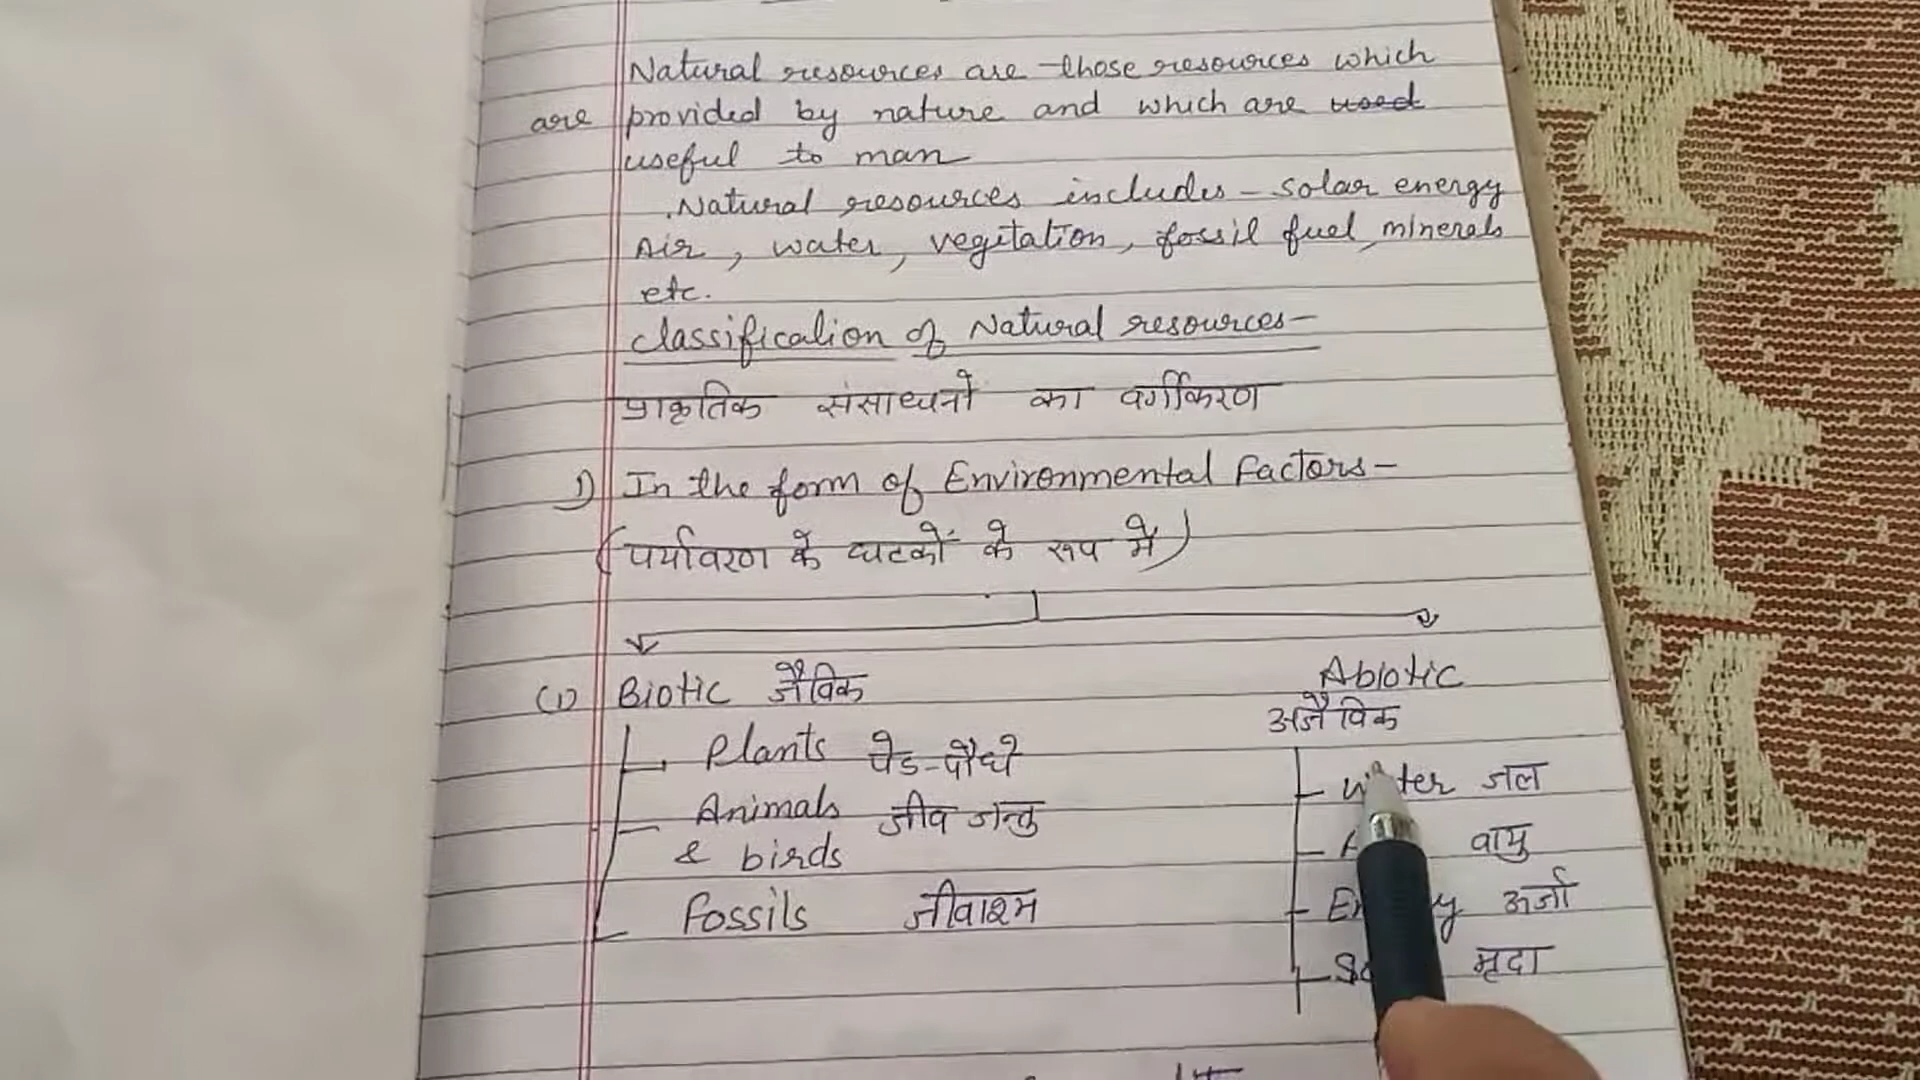 Natural resources are those resources which
are provided by nature and which are used
useful to man
. Natural resources includes - solar energy
Air, water, vegitation, fossil fuel, minerals
etc.
classification of Natural resources-
प्राकृतिक संसाधनों का वर्गीकरण
1) In the form of Environmental factors-
(पर्यावरण के घटकों के रूप में)
(1) Biotic जैविक
Abiotic
अजैविक
Plants पेड-पौधे
water जल
Animals जीव जन्तु
& birds
वायु
fossils जीवाश्म
ऊर्जा
मृदा